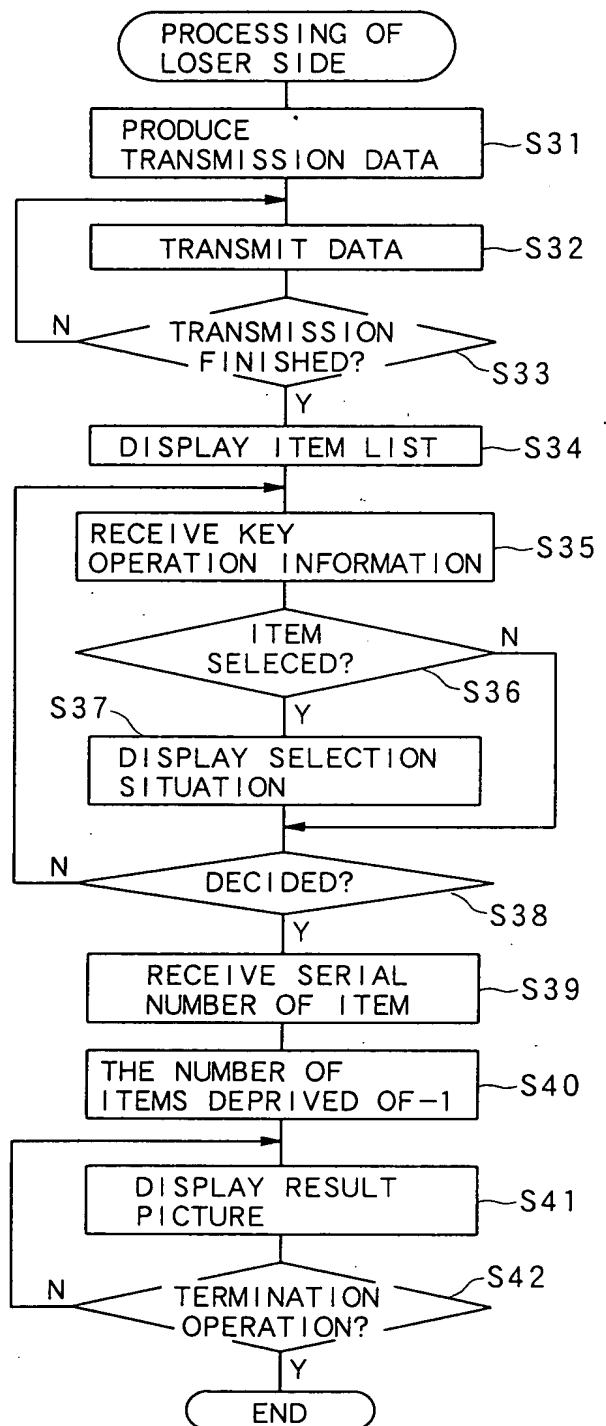 PROCESSING OF
LOSER SIDE
PRODUCE
TRANSMISSION DATA
S31
TRANSMIT DATA
S32
N
TRANSMISSION
FINISHED?
S33
Y
DISPLAY ITEM LIST
S34
RECEIVE KEY
OPERATION INFORMATION
S35
ITEM
SELECED?
N
S36
Y
S37
DISPLAY SELECTION
SITUATION
N
DECIDED?
S38
Y
RECEIVE SERIAL
NUMBER OF ITEM
S39
THE NUMBER OF
ITEMS DEPRIVED OF-1
S40
DISPLAY RESULT
PICTURE
S41
N
TERMINATION
OPERATION?
S42
Y
END